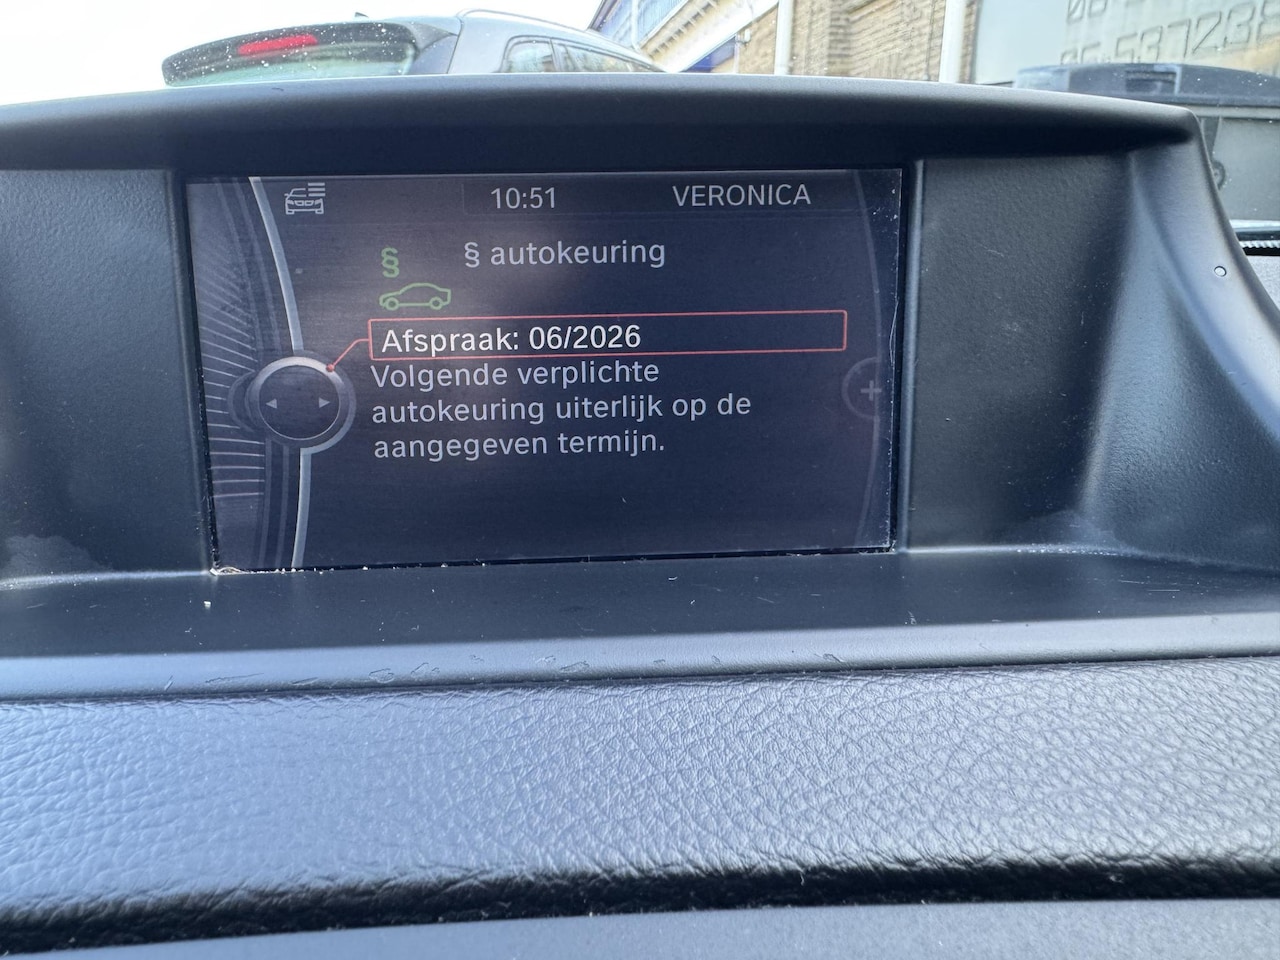 10:51 VERONICA
§ autokeuring
§
Afspraak: 06/2026
Volgende verplichte
autokeuring uiterlijk op de
aangegeven termijn.